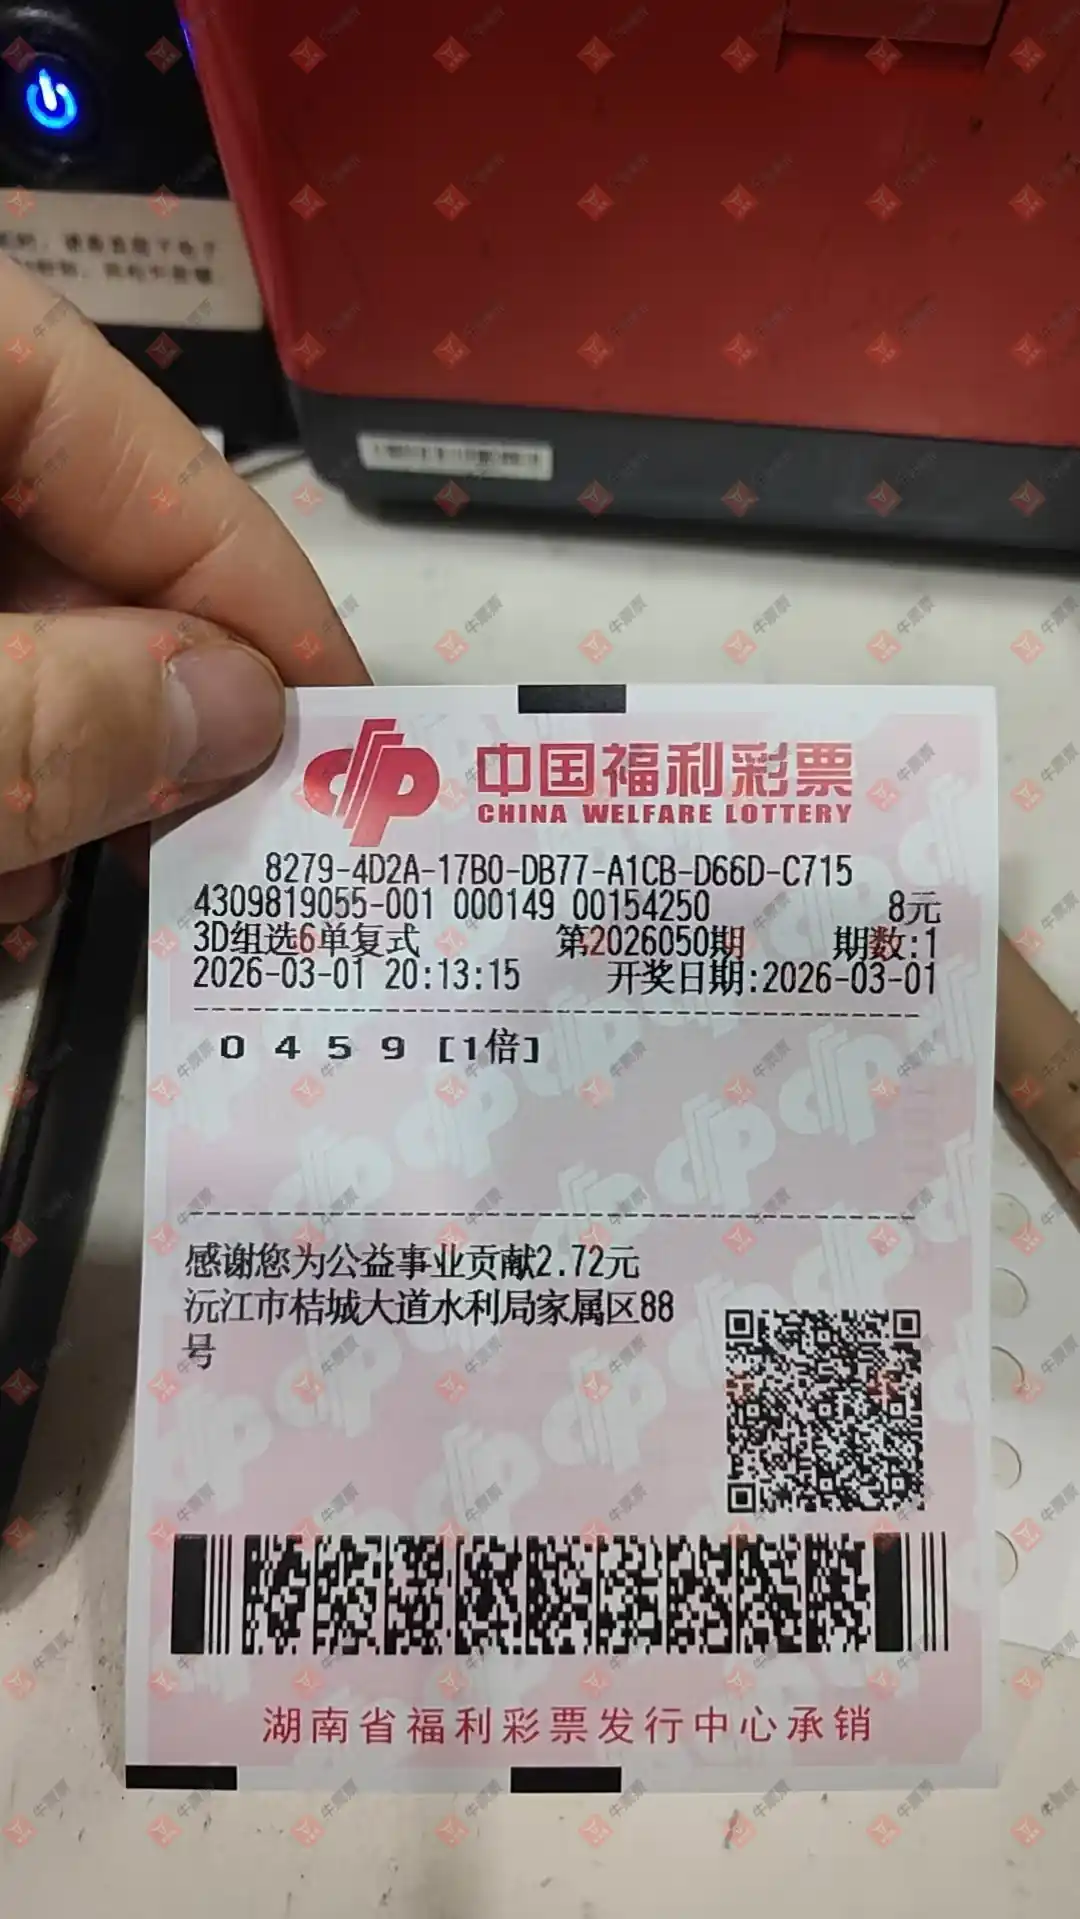 中国福利彩票
CHINA WELFARE LOTTERY
8279-4D2A-17B0-DB77-A1CB-D66D-C715
4309819055-001 000149 00154250 8元
3D组选6单复式 第2026050期 期数:1
2026-03-01 20:13:15 开奖日期:2026-03-01
0 4 5 9 [1倍]
感谢您为公益事业贡献2.72元
沅江市桔城大道水利局家属区88
号
湖南省福利彩票发行中心承销
牛票票